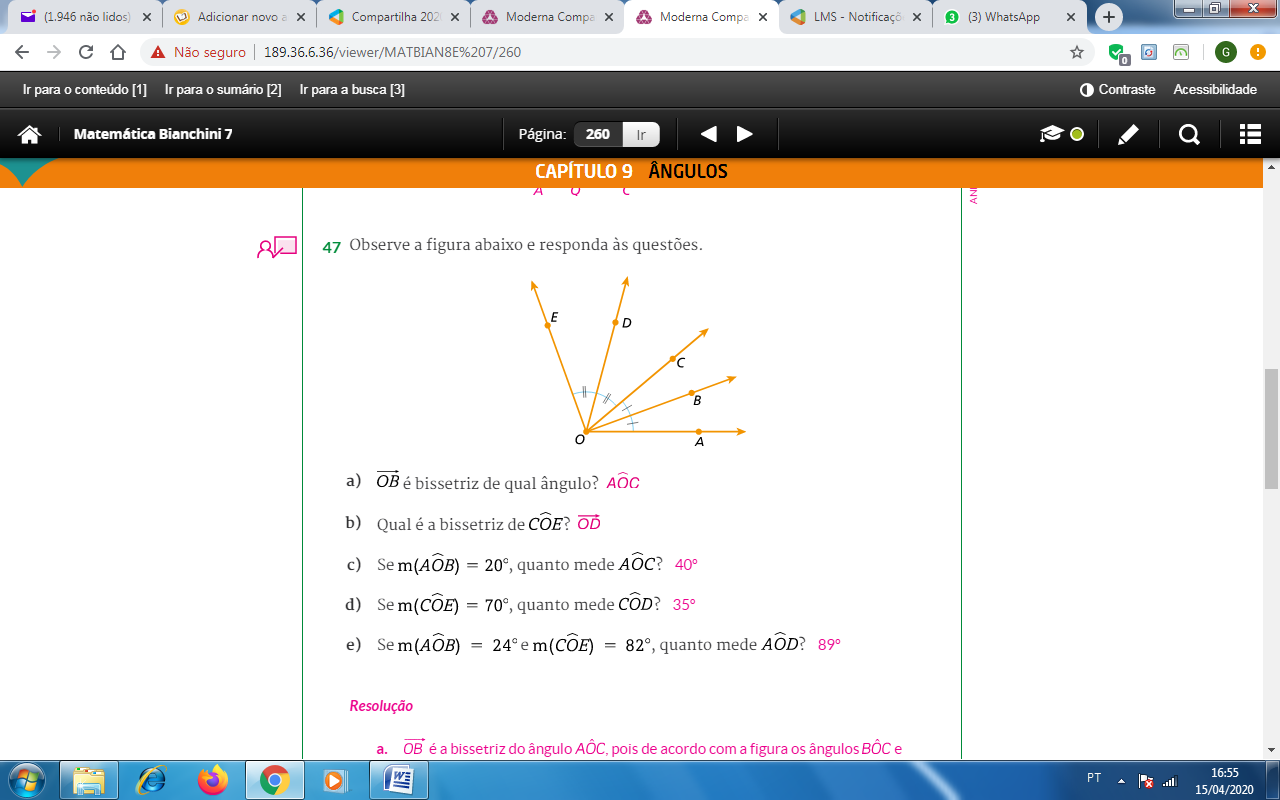 (1.946 não lidos)
Adicionar novo a
Compartilha 202
Moderna Compa
Moderna Compa
LMS - Notificaçõ
3 (3) WhatsApp
Não seguro | 189.36.6.36/viewer/MATBIAN8E%207/260
0
G
Ir para o conteúdo [1] Ir para o sumário [2] Ir para a busca [3]
Contraste Acessibilidade
Matemática Bianchini 7
Página: 260 Ir
CAPÍTULO 9 ÂNGULOS
A Q C
47 Observe a figura abaixo e responda às questões.
E
D
C
B
O
A
a) OB é bissetriz de qual ângulo? AÔC
b) Qual é a bissetriz de CÔE? OD
c) Se m(AÔB) = 20°, quanto mede AÔC? 40°
d) Se m(CÔE) = 70°, quanto mede CÔD? 35°
e) Se m(AÔB) = 24° e m(CÔE) = 82°, quanto mede AÔD? 89°
Resolução
a. OB é a bissetriz do ângulo AÔC, pois de acordo com a figura os ângulos BÔC e
PT
16:55
15/04/2020